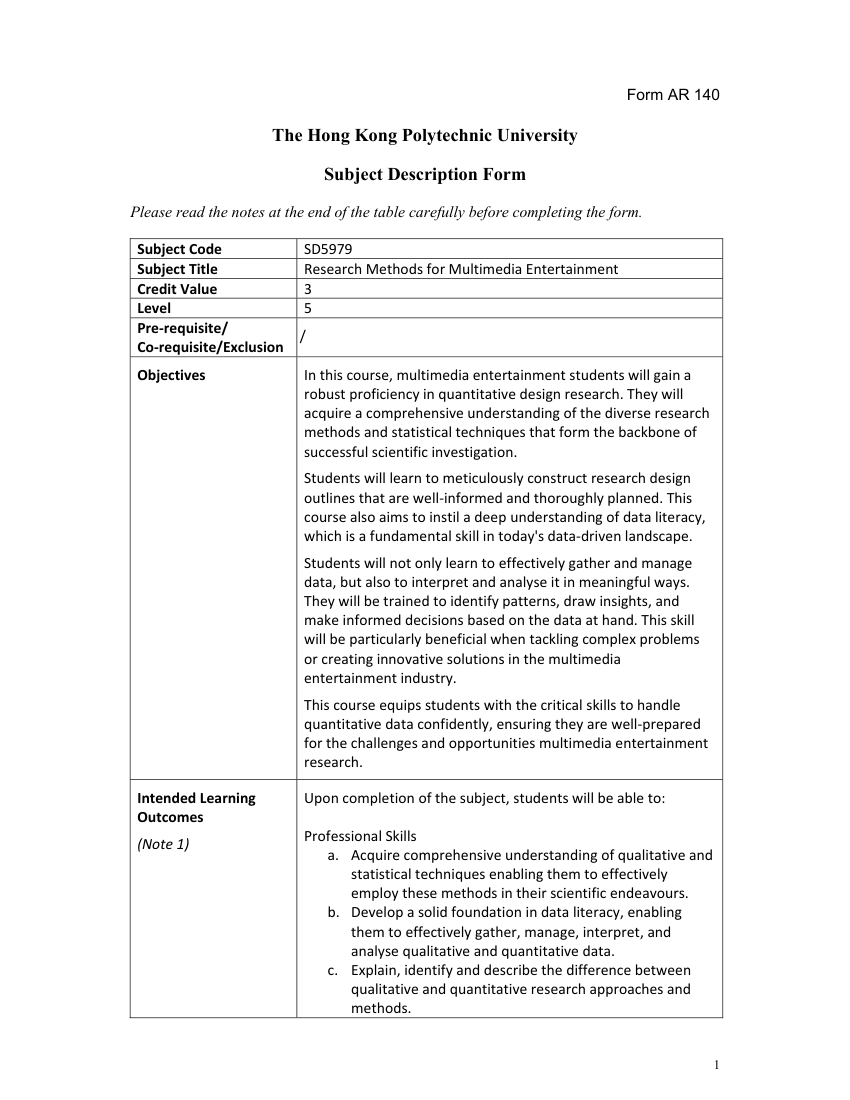 Form AR 140
The Hong Kong Polytechnic University
Subject Description Form
Please read the notes at the end of the table carefully before completing the form.
Subject Code SD5979
Subject Title Research Methods for Multimedia Entertainment
Credit Value 3
Level 5
Pre-requisite/
Co-requisite/Exclusion /
Objectives
In this course, multimedia entertainment students will gain a
robust proficiency in quantitative design research. They will
acquire a comprehensive understanding of the diverse research
methods and statistical techniques that form the backbone of
successful scientific investigation.
Students will learn to meticulously construct research design
outlines that are well-informed and thoroughly planned. This
course also aims to instil a deep understanding of data literacy,
which is a fundamental skill in today's data-driven landscape.
Students will not only learn to effectively gather and manage
data, but also to interpret and analyse it in meaningful ways.
They will be trained to identify patterns, draw insights, and
make informed decisions based on the data at hand. This skill
will be particularly beneficial when tackling complex problems
or creating innovative solutions in the multimedia
entertainment industry.
This course equips students with the critical skills to handle
quantitative data confidently, ensuring they are well-prepared
for the challenges and opportunities multimedia entertainment
research.
Intended Learning
Outcomes
(Note 1)
Upon completion of the subject, students will be able to:
Professional Skills
a. Acquire comprehensive understanding of qualitative and
statistical techniques enabling them to effectively
employ these methods in their scientific endeavours.
b. Develop a solid foundation in data literacy, enabling
them to effectively gather, manage, interpret, and
analyse qualitative and quantitative data.
c. Explain, identify and describe the difference between
qualitative and quantitative research approaches and
methods.
1